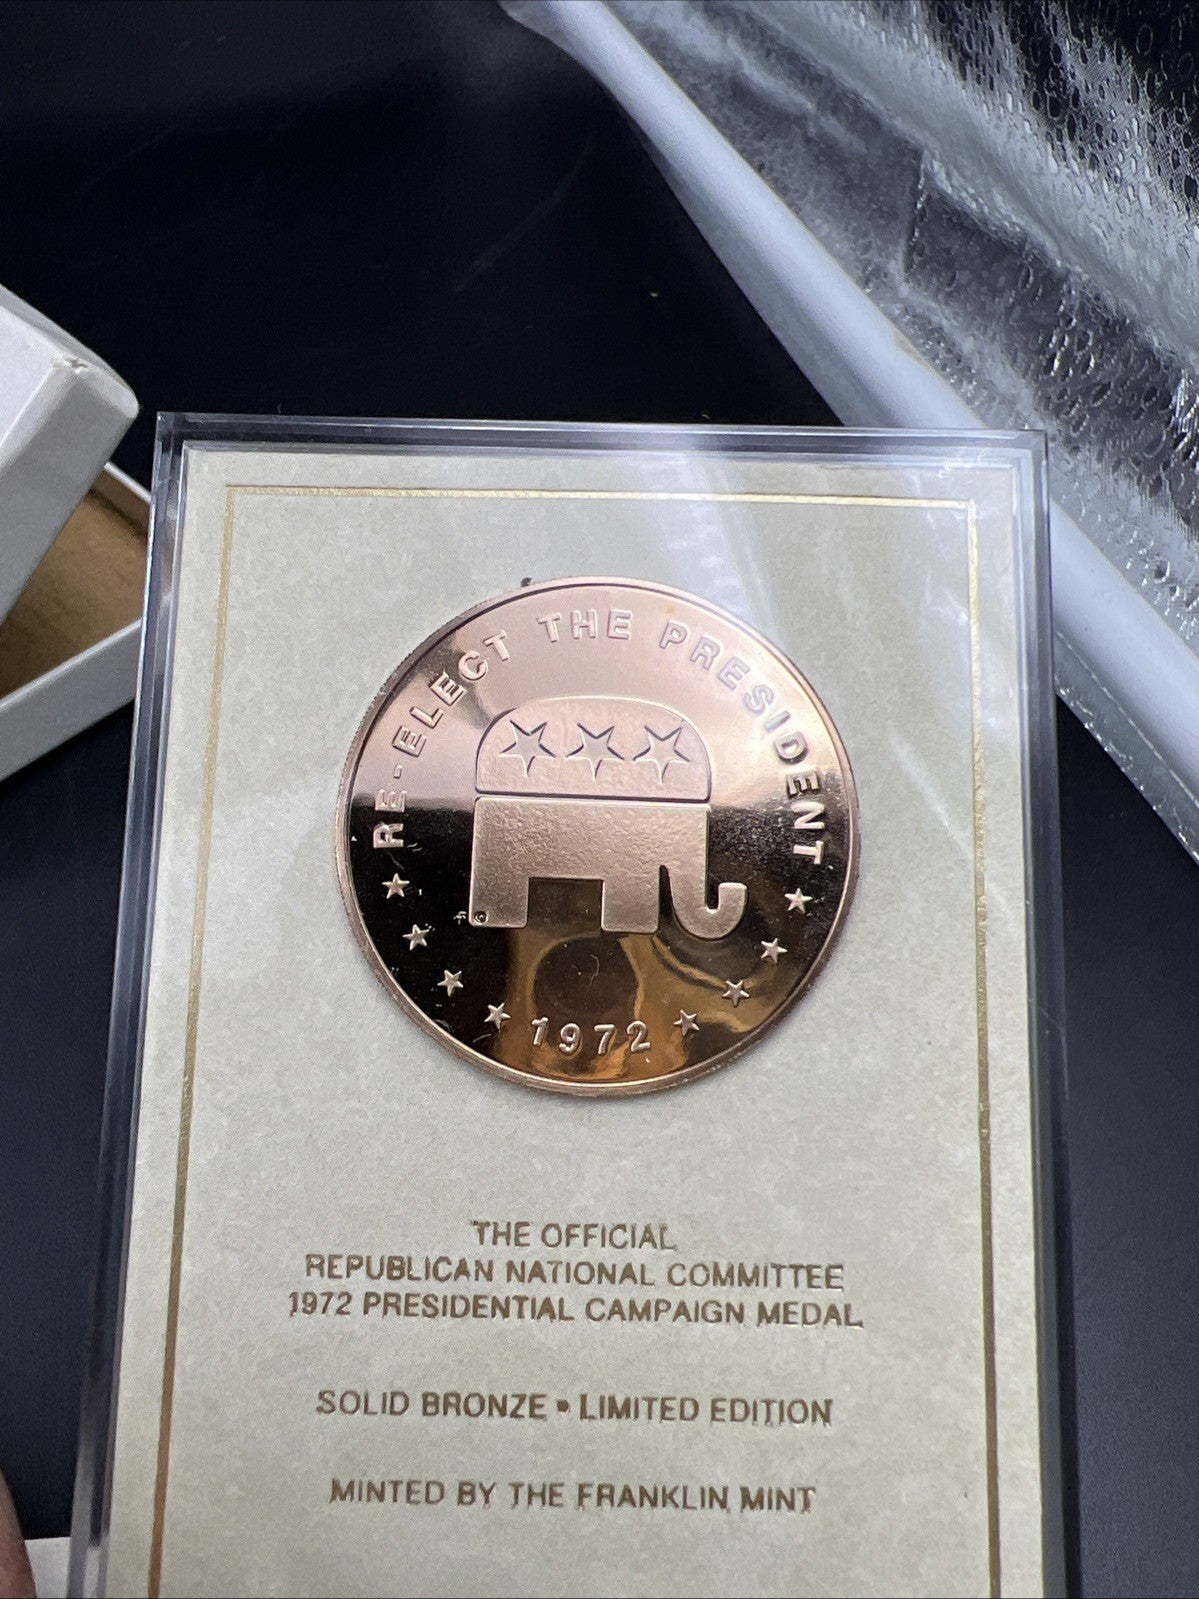 RE-ELECT THE PRESIDENT
©
1972
THE OFFICIAL
REPUBLICAN NATIONAL COMMITTEE
1972 PRESIDENTIAL CAMPAIGN MEDAL
SOLID BRONZE ▪ LIMITED EDITION
MINTED BY THE FRANKLIN MINT